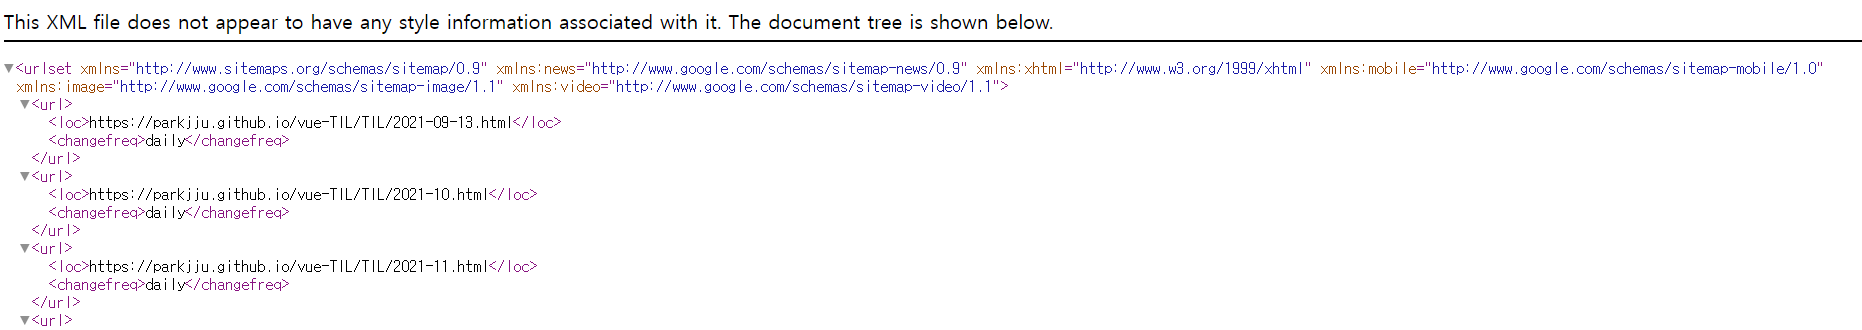 This XML file does not appear to have any style information associated with it. The document tree is shown below.
▼<urlset xmlns="http://www.sitemaps.org/schemas/sitemap/0.9" xmlns:news="http://www.google.com/schemas/sitemap-news/0.9" xmlns:xhtml="http://www.w3.org/1999/xhtml" xmlns:mobile="http://www.google.com/schemas/sitemap-mobile/1.0"
xmlns:image="http://www.google.com/schemas/sitemap-image/1.1" xmlns:video="http://www.google.com/schemas/sitemap-video/1.1">
▼<url>
<loc>https://parkjju.github.io/vue-TIL/TIL/2021-09-13.html</loc>
<changefreq>daily</changefreq>
</url>
▼<url>
<loc>https://parkjju.github.io/vue-TIL/TIL/2021-10.html</loc>
<changefreq>daily</changefreq>
</url>
▼<url>
<loc>https://parkjju.github.io/vue-TIL/TIL/2021-11.html</loc>
<changefreq>daily</changefreq>
</url>
▼<url>